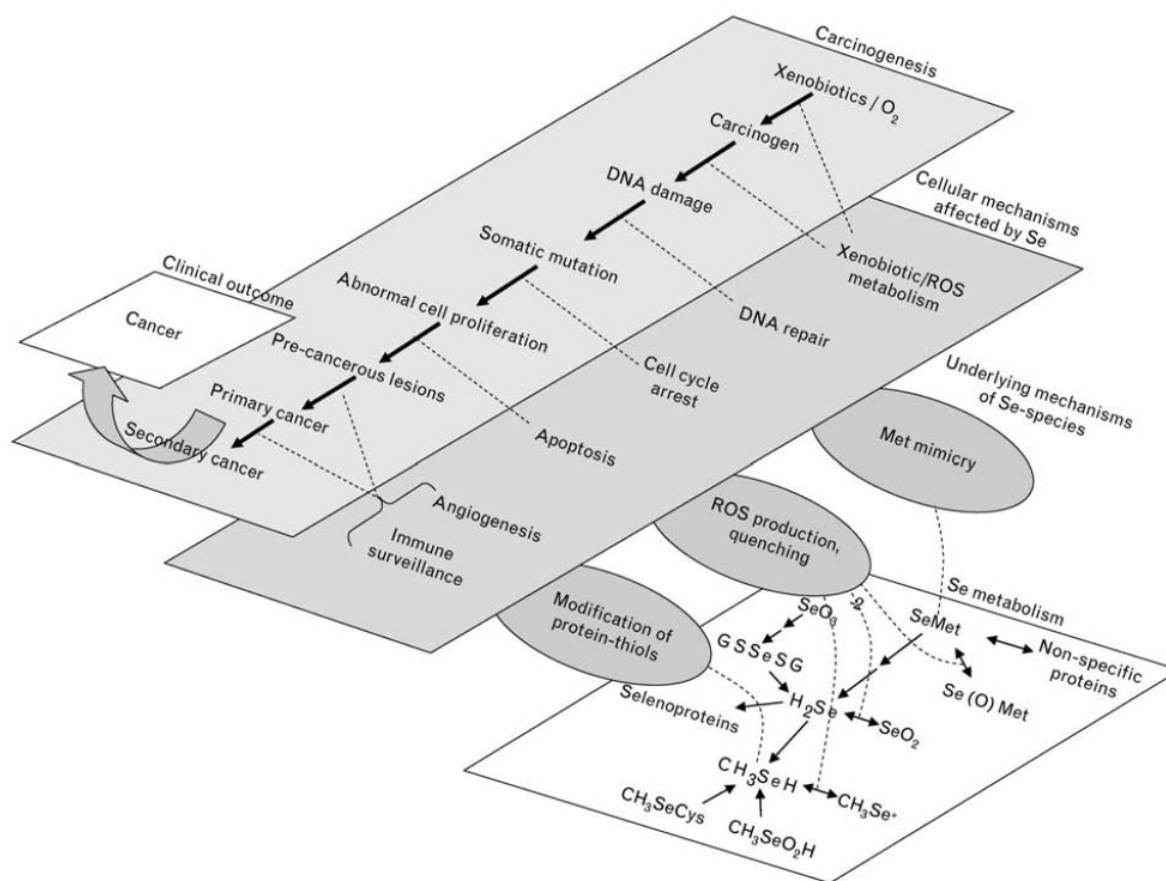 Carcinogenesis
Xenobiotics / O2
Carcinogen
DNA damage
Somatic mutation
Abnormal cell proliferation
Pre-cancerous lesions
Primary cancer
Secondary cancer
Clinical outcome
Cancer
Cellular mechanisms
affected by Se
Xenobiotic/ROS
metabolism
DNA repair
Cell cycle
arrest
Apoptosis
Angiogenesis
Immune
surveillance
Underlying mechanisms
of Se-species
Met mimicry
ROS production,
quenching
Modification of
protein-thiols
Se metabolism
SeO3
2-
GSSeSG
H2Se
Selenoproteins
SeO2
SeMet
Non-specific
proteins
Se (O) Met
CH3SeH
CH3Se*
CH3SeCys
CH3SeO2H